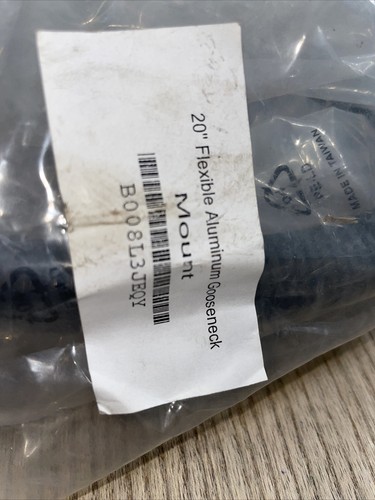 20" Flexible Aluminum Gooseneck
Mount
B008L3JEQY
MADE IN TAIWAN